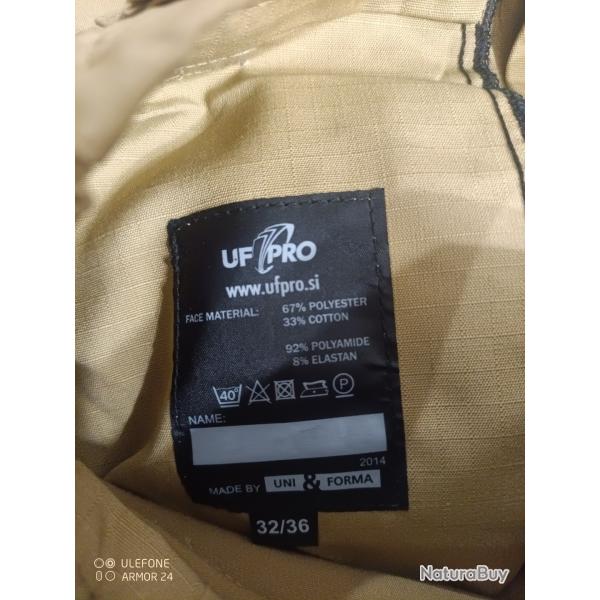 UF PRO
www.ufpro.si
FACE MATERIAL: 67% POLYESTER
33% COTTON
92% POLYAMIDE
8% ELASTAN
40°
P
NAME:
2014
MADE BY UNI & FORMA
32/36
ULEFONE
ARMOR 24
NaturaBuy